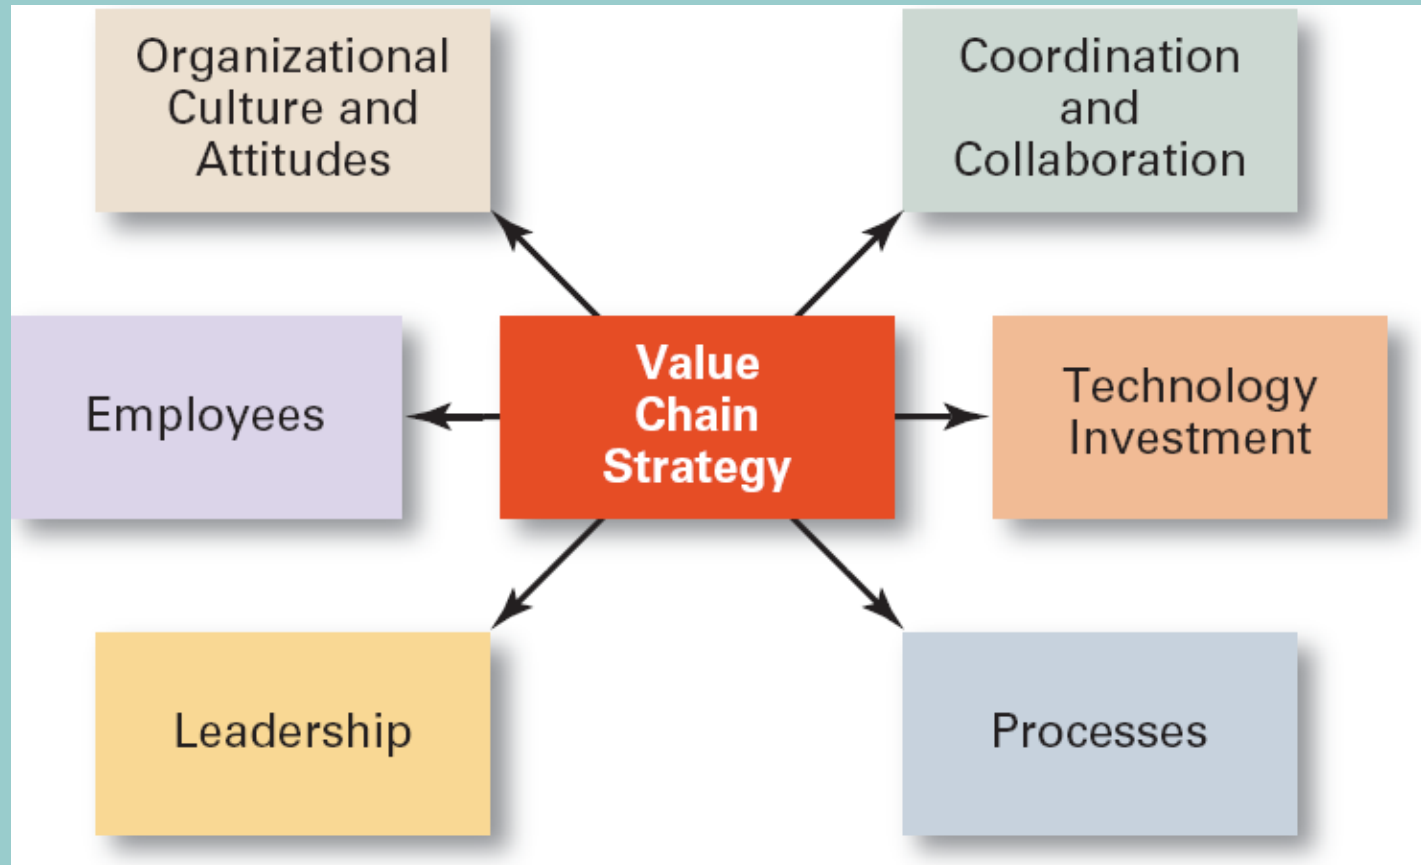 Organizational
Culture and
Attitudes
Coordination
and
Collaboration
Employees
Value
Chain
Strategy
Technology
Investment
Leadership
Processes